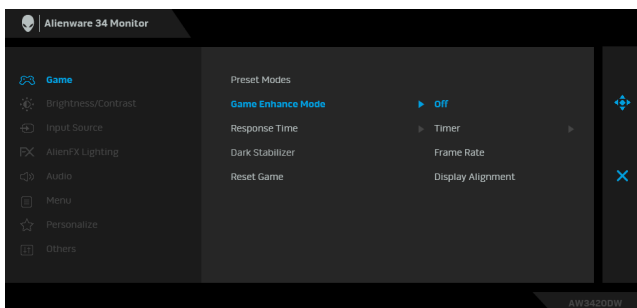 Alienware 34 Monitor
Game
Brightness/Contrast
Input Source
AlienFX Lighting
Audio
Menu
Personalize
Others
Preset Modes
Game Enhance Mode
Response Time
Dark Stabilizer
Reset Game
Off
Timer
Frame Rate
Display Alignment
AW3420DW